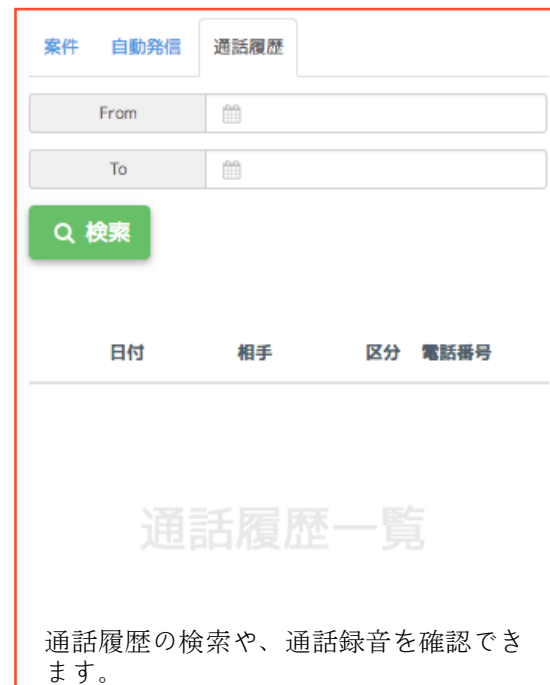 案件 自動発信 通話履歴
From
To
検索
日付 相手 区分 電話番号
通話履歴一覧
通話履歴の検索や、通話録音を確認でき
ます。